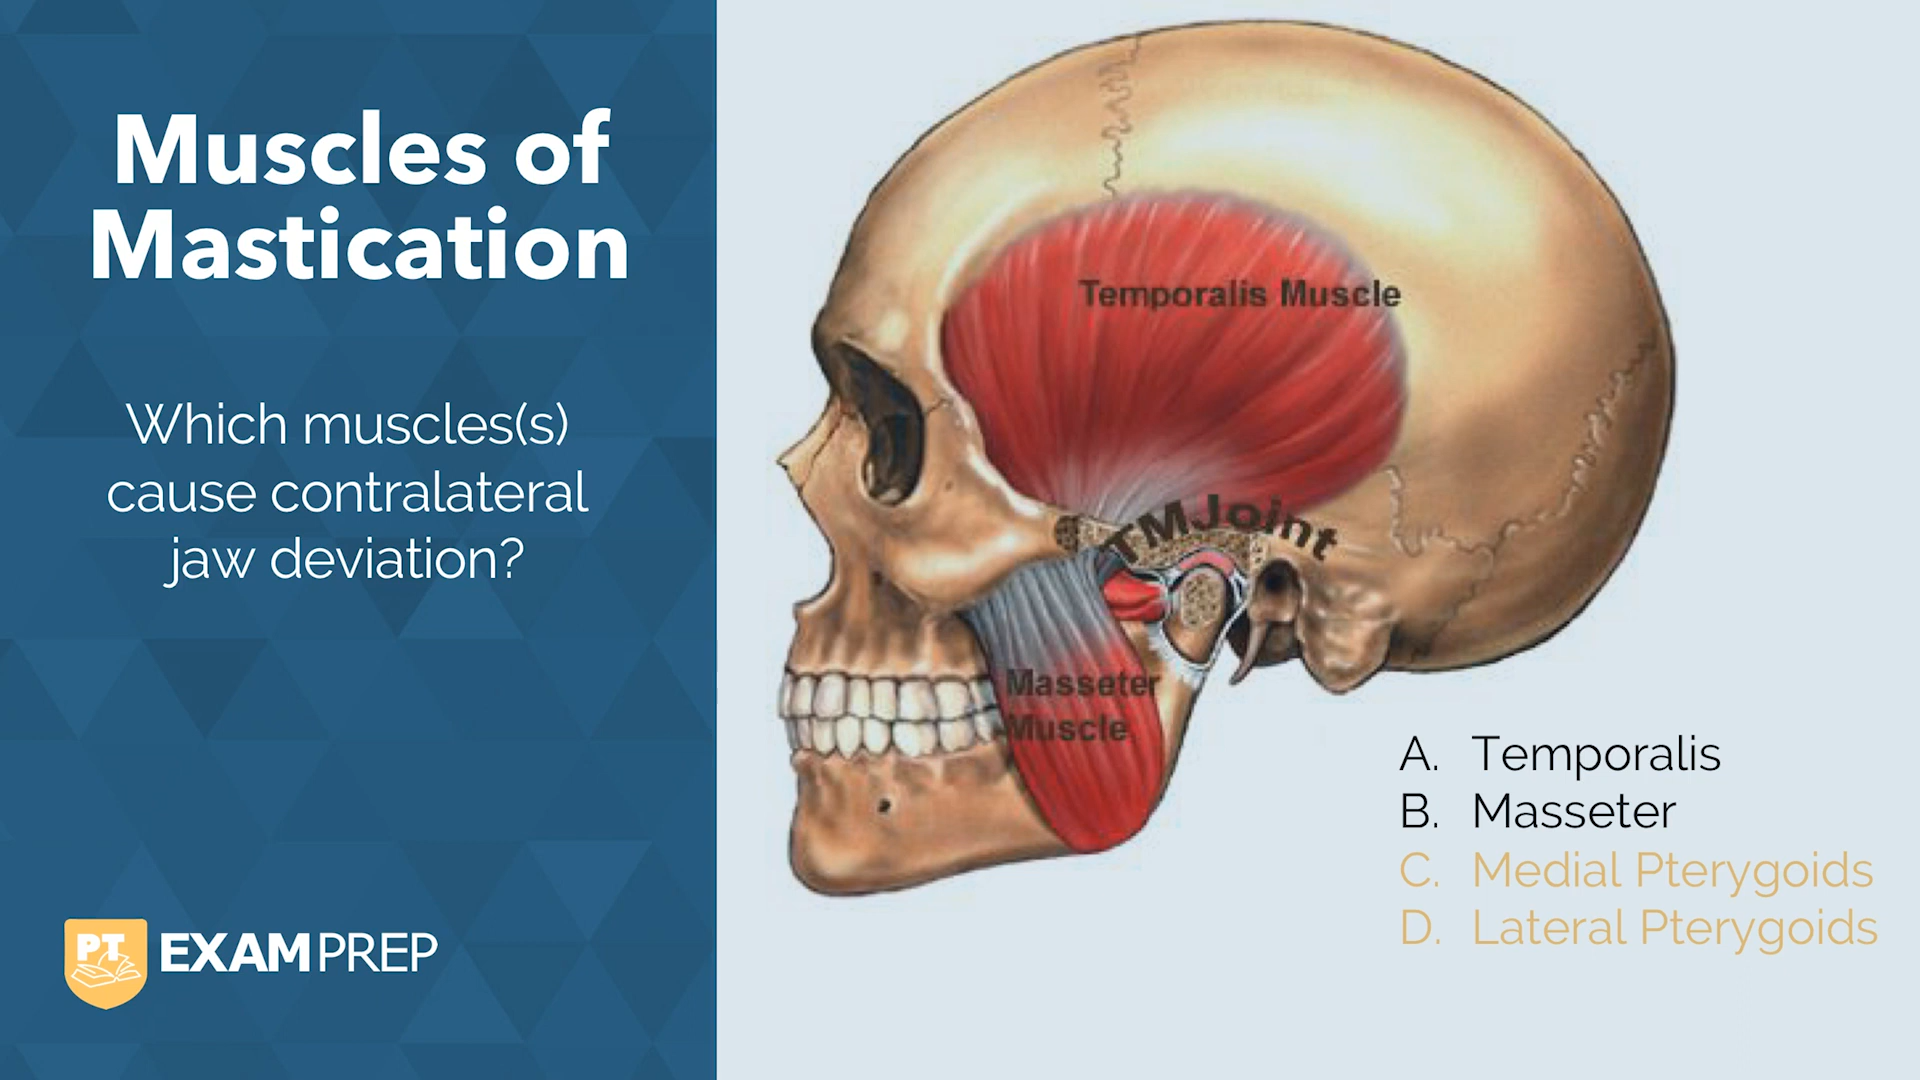 Muscles of
Mastication
Which muscles(s)
cause contralateral
jaw deviation?
PT
EXAMPREP
Temporalis Muscle
TMJoint
Masseter
Muscle
A. Temporalis
B. Masseter
C. Medial Pterygoids
D. Lateral Pterygoids